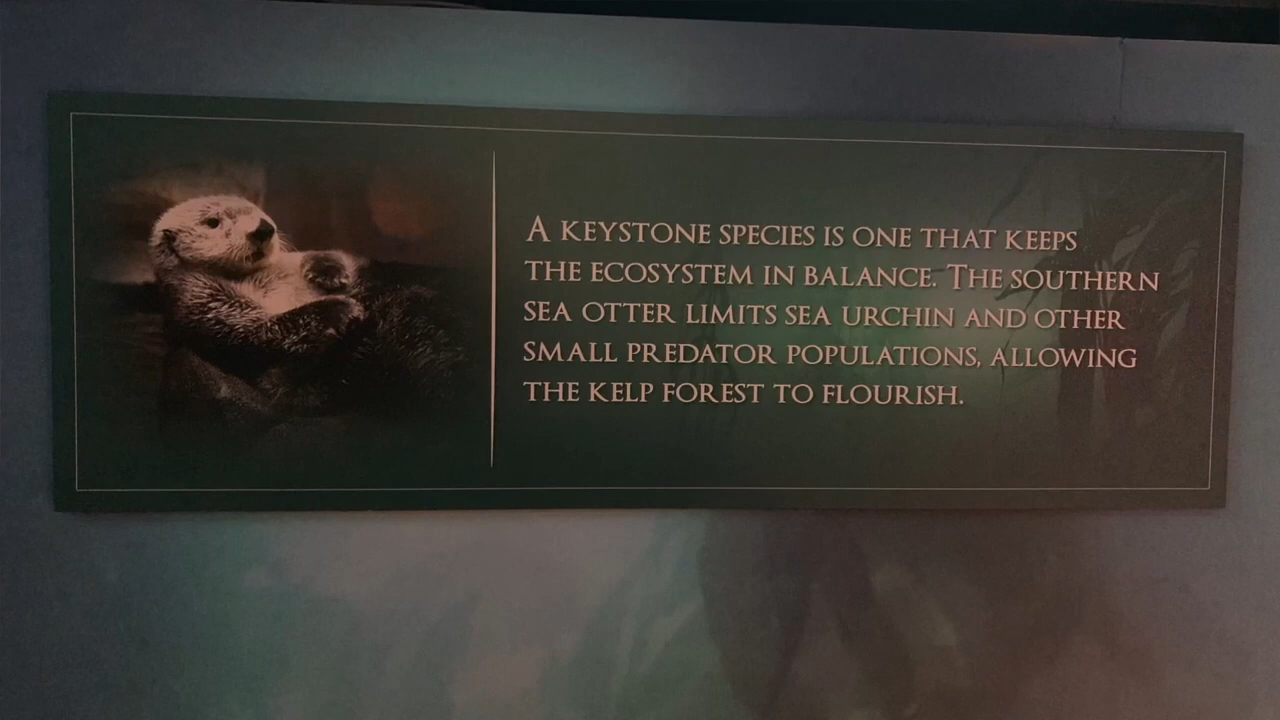 A KEYSTONE SPECIES IS ONE THAT KEEPS
THE ECOSYSTEM IN BALANCE. THE SOUTHERN
SEA OTTER LIMITS SEA URCHIN AND OTHER
SMALL PREDATOR POPULATIONS, ALLOWING
THE KELP FOREST TO FLOURISH.